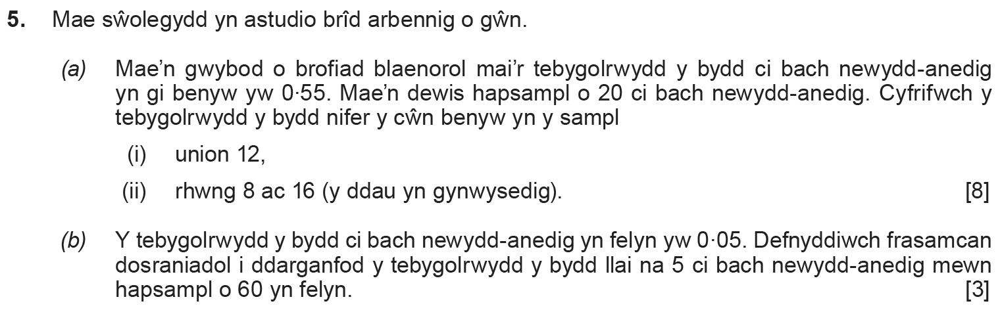 5. Mae sŵolegydd yn astudio brîd arbennig o gŵn.
(a) Mae'n gwybod o brofiad blaenorol mai'r tebygolrwydd y bydd ci bach newydd-anedig
yn gi benyw yw 0·55. Mae'n dewis hapsampl o 20 ci bach newydd-anedig. Cyfrifwch y
tebygolrwydd y bydd nifer y cŵn benyw yn y sampl
(i) union 12,
(ii) rhwng 8 ac 16 (y ddau yn gynwysedig). [8]
(b) Y tebygolrwydd y bydd ci bach newydd-anedig yn felyn yw 0·05. Defnyddiwch frasamcan
dosraniadol i ddarganfod y tebygolrwydd y bydd llai na 5 ci bach newydd-anedig mewn
hapsampl o 60 yn felyn. [3]